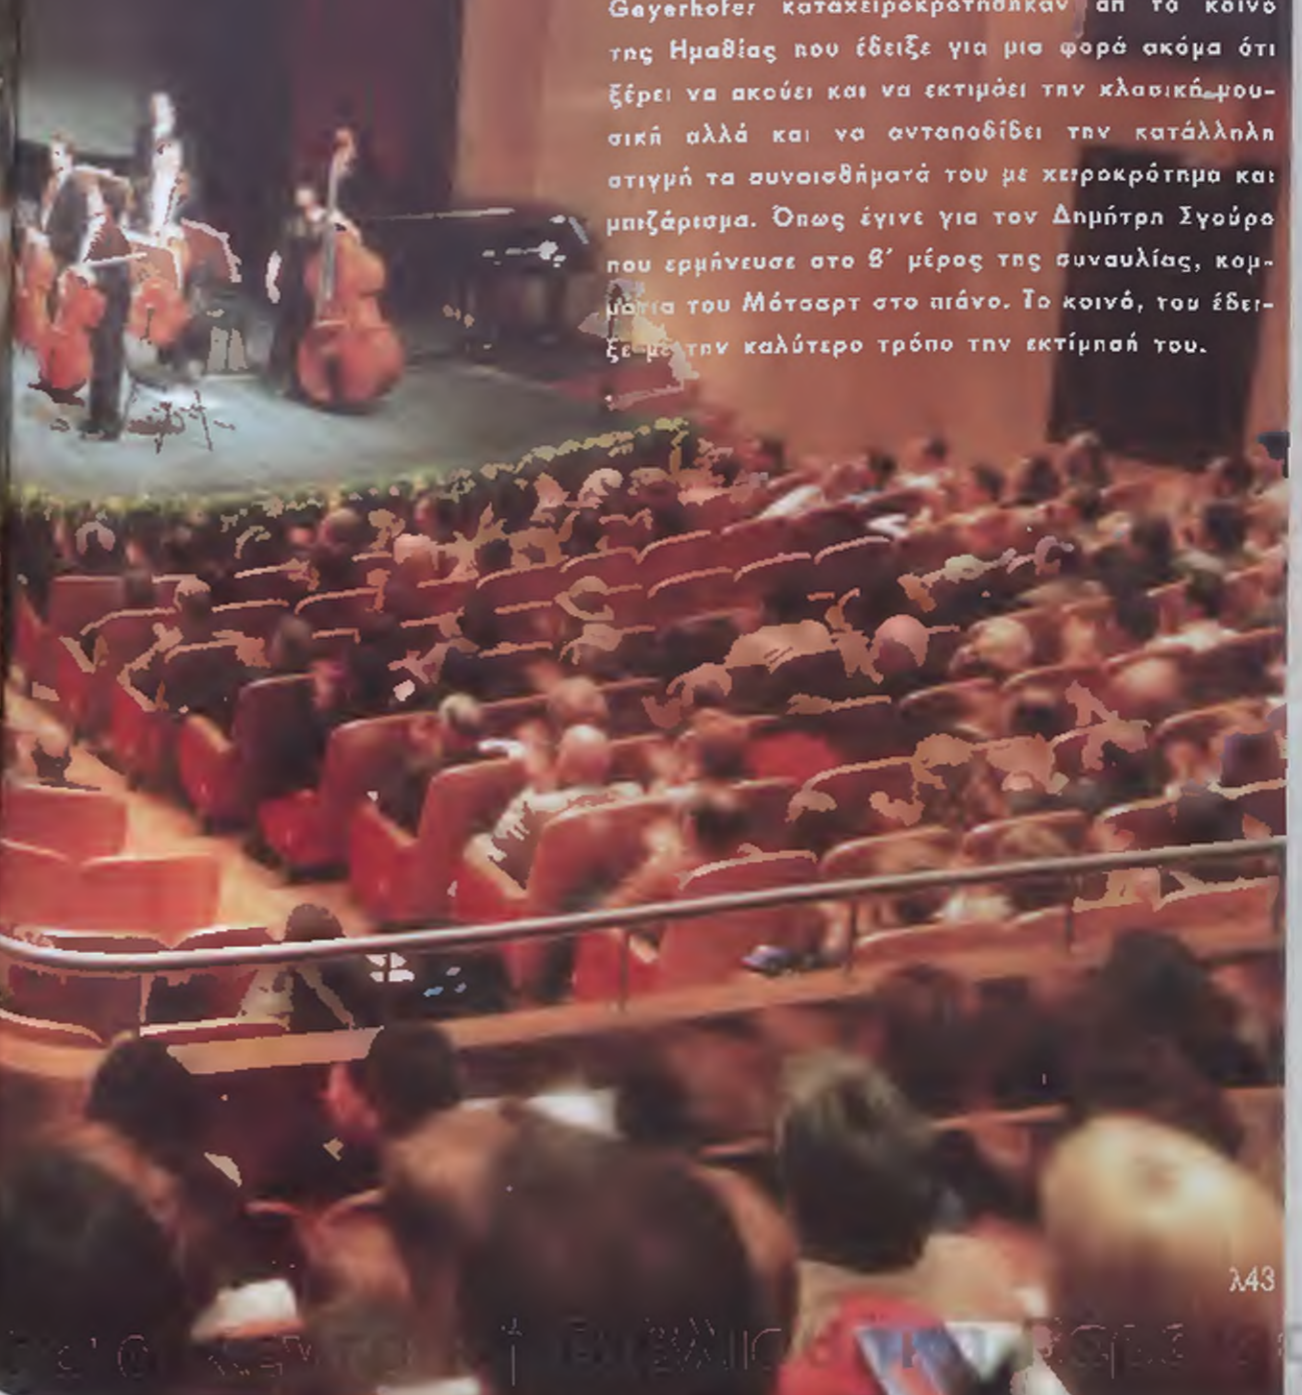 Geyerhofer καταχειροκροτήθηκαν απ το κοινό
της Ημαθίας που έδειξε για μια φορά ακόμα ότι
ξέρει να ακούει και να εκτιμάει την κλασική μου-
σική αλλά και να ανταποδίδει την κατάλληλη
στιγμή τα συναισθήματά του με χειροκρότημα και
μπιζάρισμα. Όπως έγινε για τον Δημήτρη Σγούρο
που ερμήνευσε στο β' μέρος της συναυλίας, κομ-
μάτια του Μότσαρτ στο πιάνο. Το κοινό, του έδει-
ξε με την καλύτερο τρόπο την εκτίμησή του.
λ43